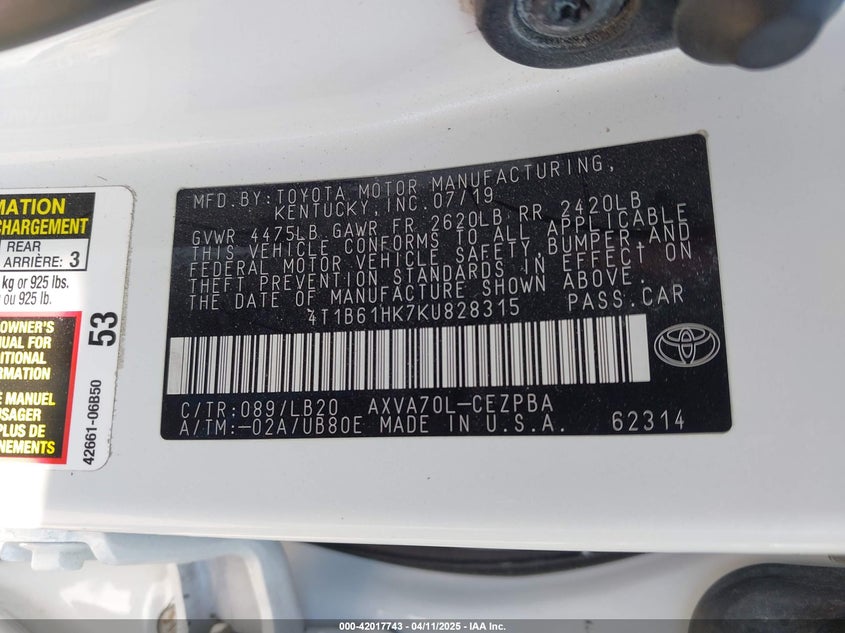 MATION
CHARGEMENT
REAR
ARRIÈRE: 3
kg or 925 lbs.
ou 925 lb.
OWNER'S
NUAL FOR
DITIONAL
ORMATION
E MANUEL
USAGER
PLUS DE
NEMENTS
53
42661-06B50
MFD.BY:TOYOTA MOTOR MANUFACTURING,
KENTUCKY,INC.07/19
GVWR 4475LB GAWR FR 2620LB RR 2420LB
THIS VEHICLE CONFORMS TO ALL APPLICABLE
FEDERAL MOTOR VEHICLE SAFETY,BUMPER,AND
THEFT PREVENTION STANDARDS IN EFFECT ON
THE DATE OF MANUFACTURE SHOWN ABOVE.
4T1B61HK7KU828315 PASS.CAR
C/TR:089/LB20 AXVA70L-CEZPBA
A/TM:-02A/UB80E MADE IN U.S.A. 62314
000-42017743 | 04/11/2025 - IAA Inc.